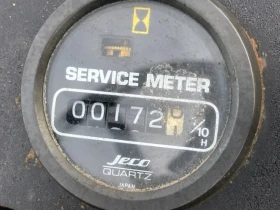 SERVICE METER
00172
1/10
H
Jeco
QUARTZ
JAPAN